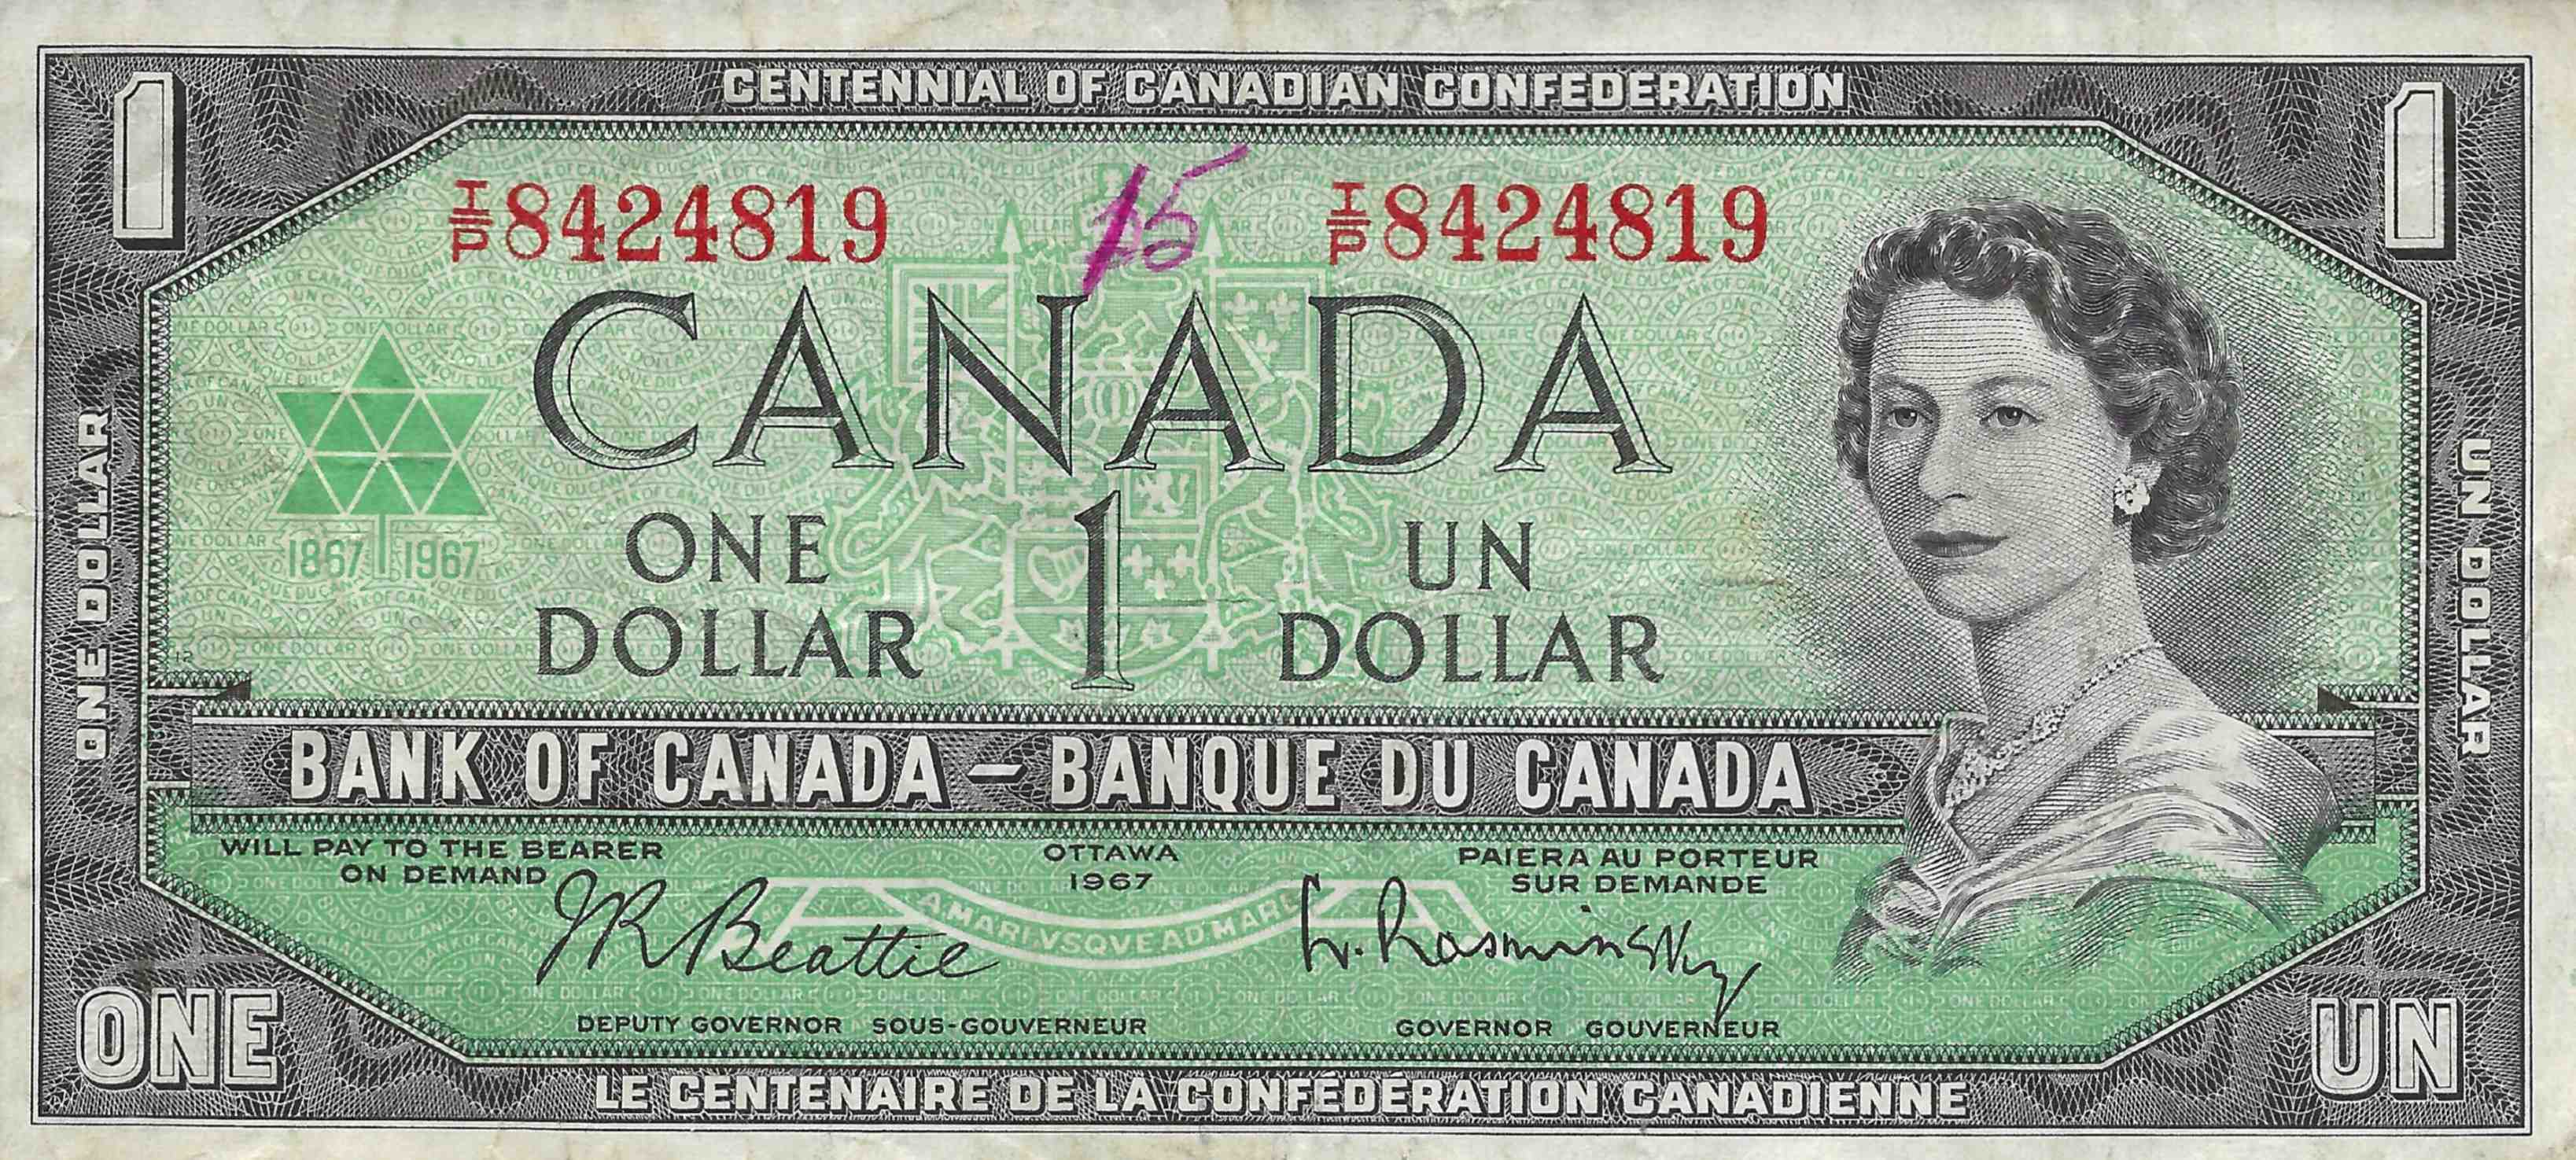 CENTENNIAL OF CANADIAN CONFEDERATION
1 1
I/P 8424819 15 I/P 8424819
CANADA
ONE DOLLAR 1 UN DOLLAR
1867 1967
ONE DOLLAR
UN DOLLAR
BANK OF CANADA – BANQUE DU CANADA
WILL PAY TO THE BEARER
ON DEMAND
OTTAWA
1967
PAIERA AU PORTEUR
SUR DEMANDE
A MARI VSQVE AD MARE
JR Beattie
L. Rasminsky
DEPUTY GOVERNOR SOUS-GOUVERNEUR
GOVERNOR GOUVERNEUR
ONE
UN
LE CENTENAIRE DE LA CONFÉDÉRATION CANADIENNE